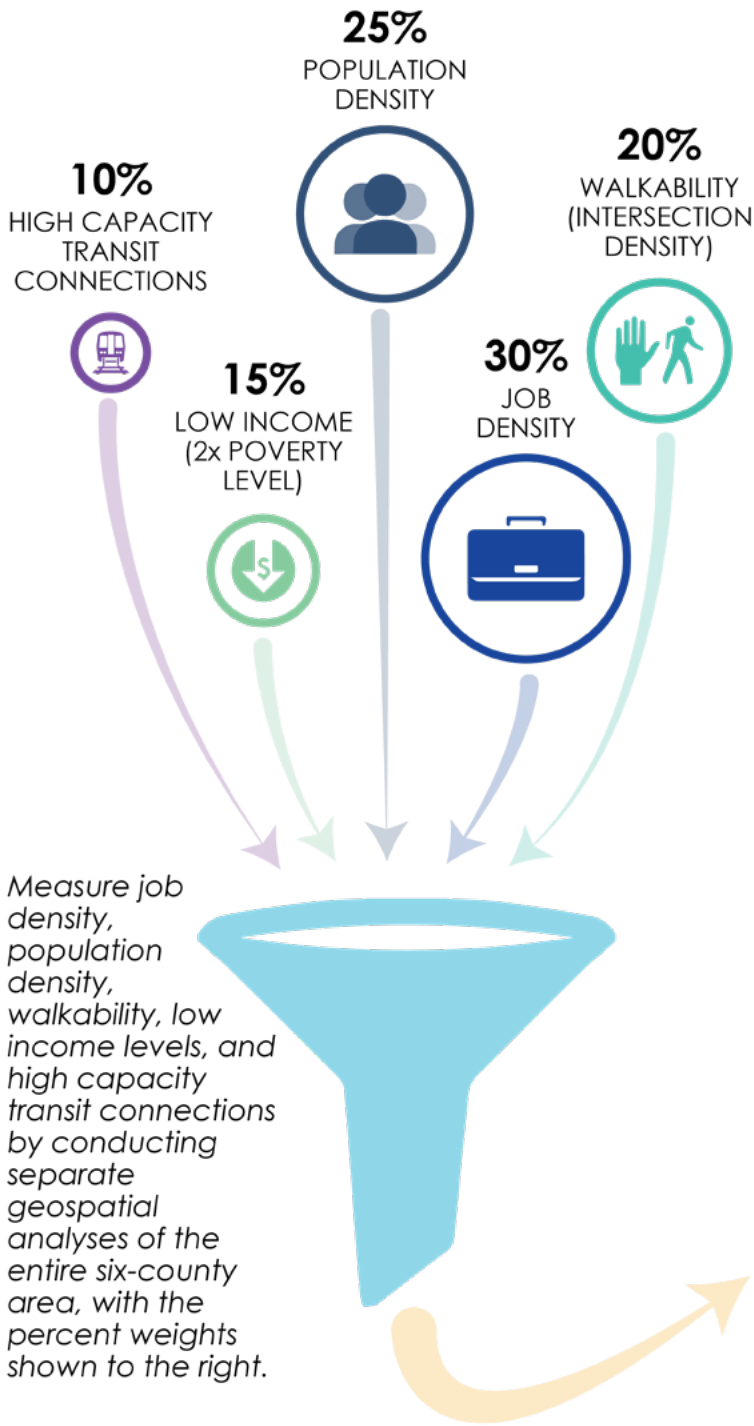 25%
POPULATION
DENSITY
20%
WALKABILITY
(INTERSECTION
DENSITY)
10%
HIGH CAPACITY
TRANSIT
CONNECTIONS
30%
JOB
DENSITY
15%
LOW INCOME
(2x POVERTY
LEVEL)
$
Measure job
density,
population
density,
walkability, low
income levels, and
high capacity
transit connections
by conducting
separate
geospatial
analyses of the
entire six-county
area, with the
percent weights
shown to the right.